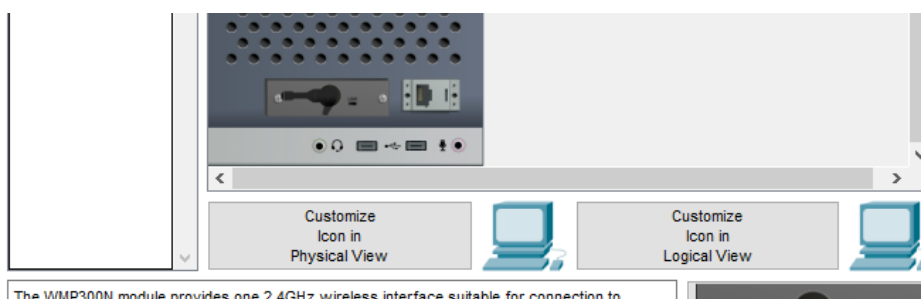 Customize
Icon in
Physical View
Customize
Icon in
Logical View
The WMP300N module provides one 2.4GHz wireless interface suitable for connection to